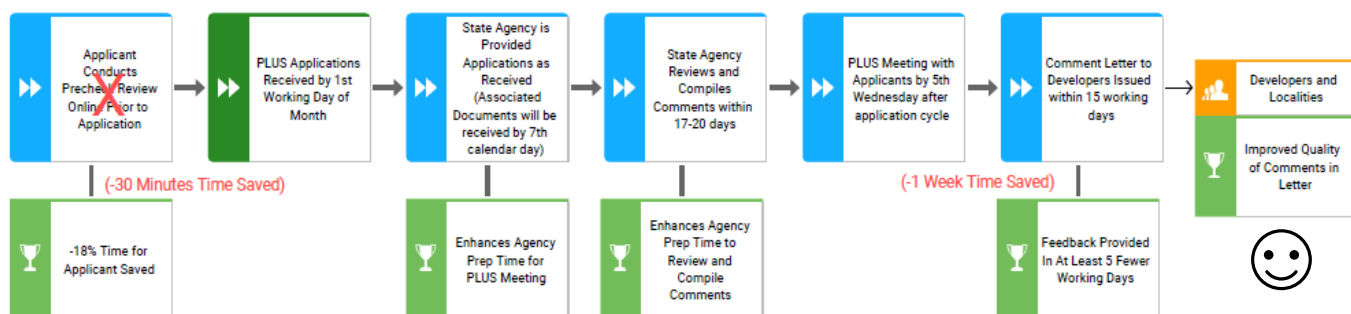 Applicant
Conducts
Precheck Review
Online Prior to
Application
PLUS Applications
Received by 1st
Working Day of
Month
State Agency is
Provided
Applications as
Received
(Associated
Documents will be
received by 7th
calendar day)
State Agency
Reviews and
Compiles
Comments within
17-20 days
PLUS Meeting with
Applicants by 5th
Wednesday after
application cycle
Comment Letter to
Developers Issued
within 15 working
days
Developers and
Localities
Improved Quality
of Comments in
Letter
(-30 Minutes Time Saved)
(-1 Week Time Saved)
-18% Time for
Applicant Saved
Enhances Agency
Prep Time for
PLUS Meeting
Enhances Agency
Prep Time to
Review and
Compile
Comments
Feedback Provided
In At Least 5 Fewer
Working Days